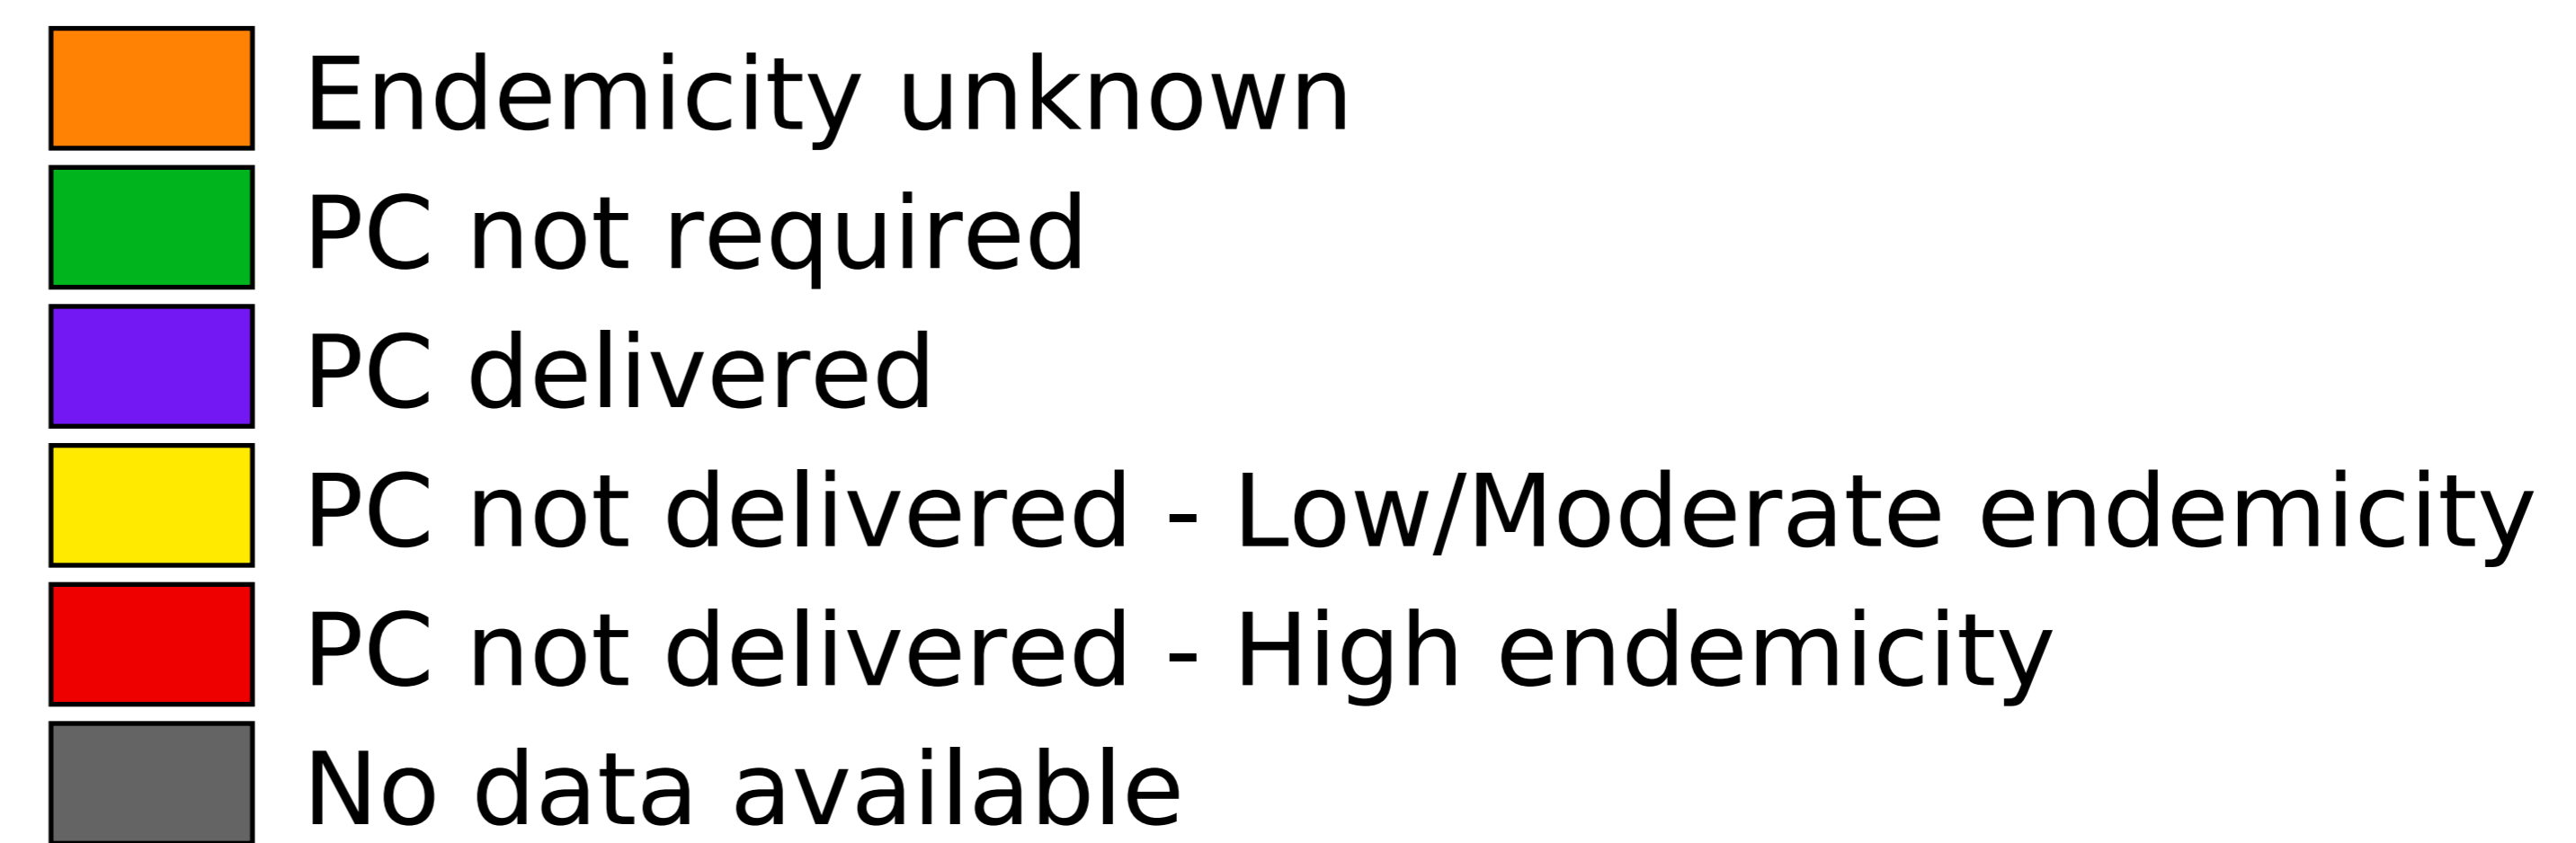 Endemicity unknown
PC not required
PC delivered
PC not delivered - Low/Moderate endemicity
PC not delivered - High endemicity
No data available